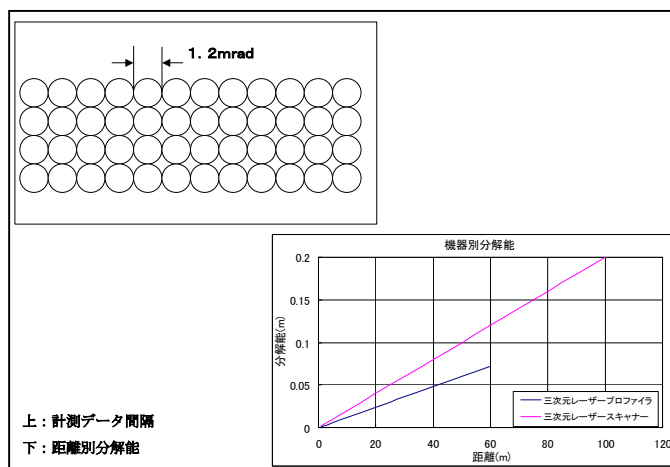 1．2mrad
機器別分解能
0.2
0.15
0.1
0.05
0
分解能(m)
0 20 40 60 80 100 120
距離(m)
三次元レーザープロファイラ
三次元レーザースキャナー
上：計測データ間隔
下：距離別分解能